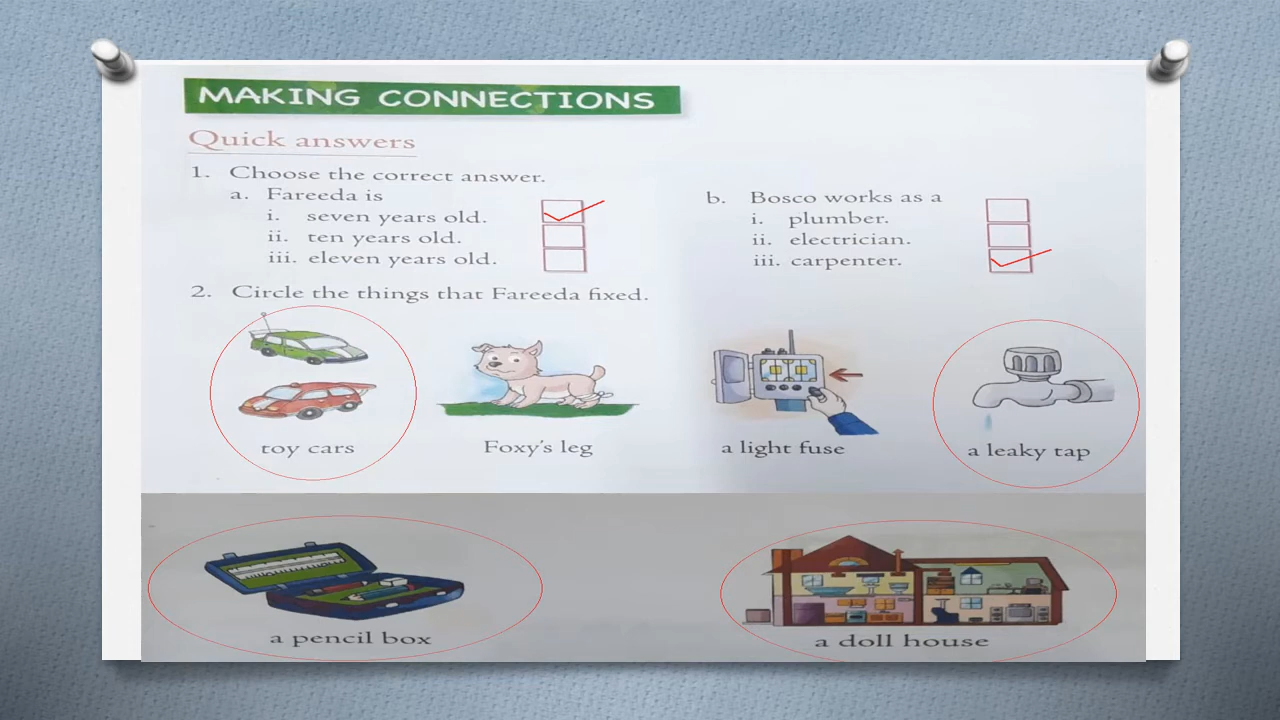 MAKING CONNECTIONS
Quick answers
1. Choose the correct answer.
a. Fareeda is
i. seven years old.
ii. ten years old.
iii. eleven years old.
b. Bosco works as a
i. plumber.
ii. electrician.
iii. carpenter.
2. Circle the things that Fareeda fixed.
toy cars
Foxy's leg
a light fuse
a leaky tap
a pencil box
a doll house